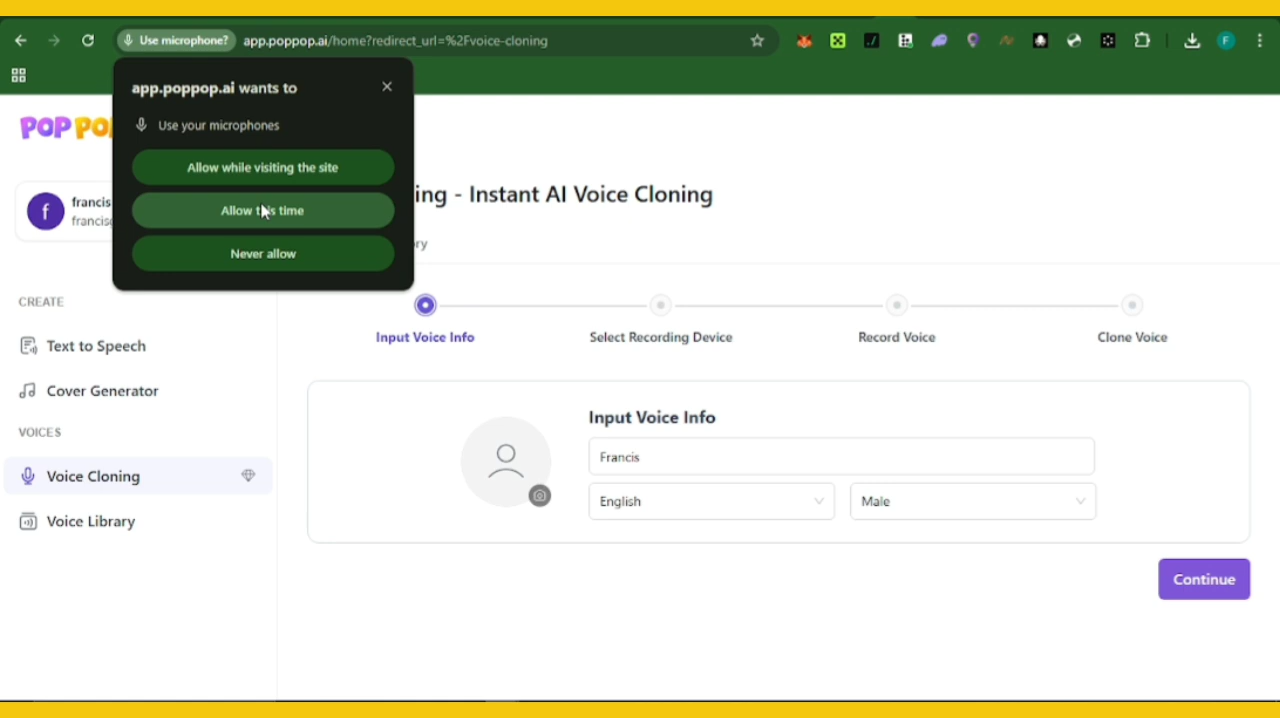 Use microphone?
app.poppop.ai/home?redirect_url=%2Fvoice-cloning
F
app.poppop.ai wants to
Use your microphones
Allow while visiting the site
Allow this time
Never allow
POP PO
f
francis
ing - Instant AI Voice Cloning
ry
CREATE
Text to Speech
Cover Generator
VOICES
Voice Cloning
Voice Library
Input Voice Info
Select Recording Device
Record Voice
Clone Voice
Input Voice Info
Francis
English
Male
Continue